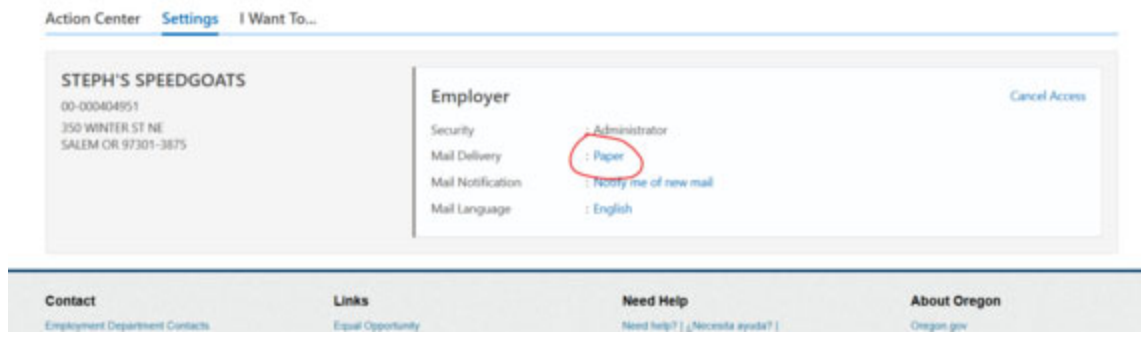 Action Center Settings I Want To...
STEPH'S SPEEDGOATS
00-000404951
350 WINTER ST NE
SALEM OR 97301-3875
Employer Cancel Access
Security : Administrator
Mail Delivery : Paper
Mail Notification : Notify me of new mail
Mail Language : English
Contact Links Need Help About Oregon
Employment Department Contacts Equal Opportunity Need help? | ¿Necesita ayuda? | Oregon.gov